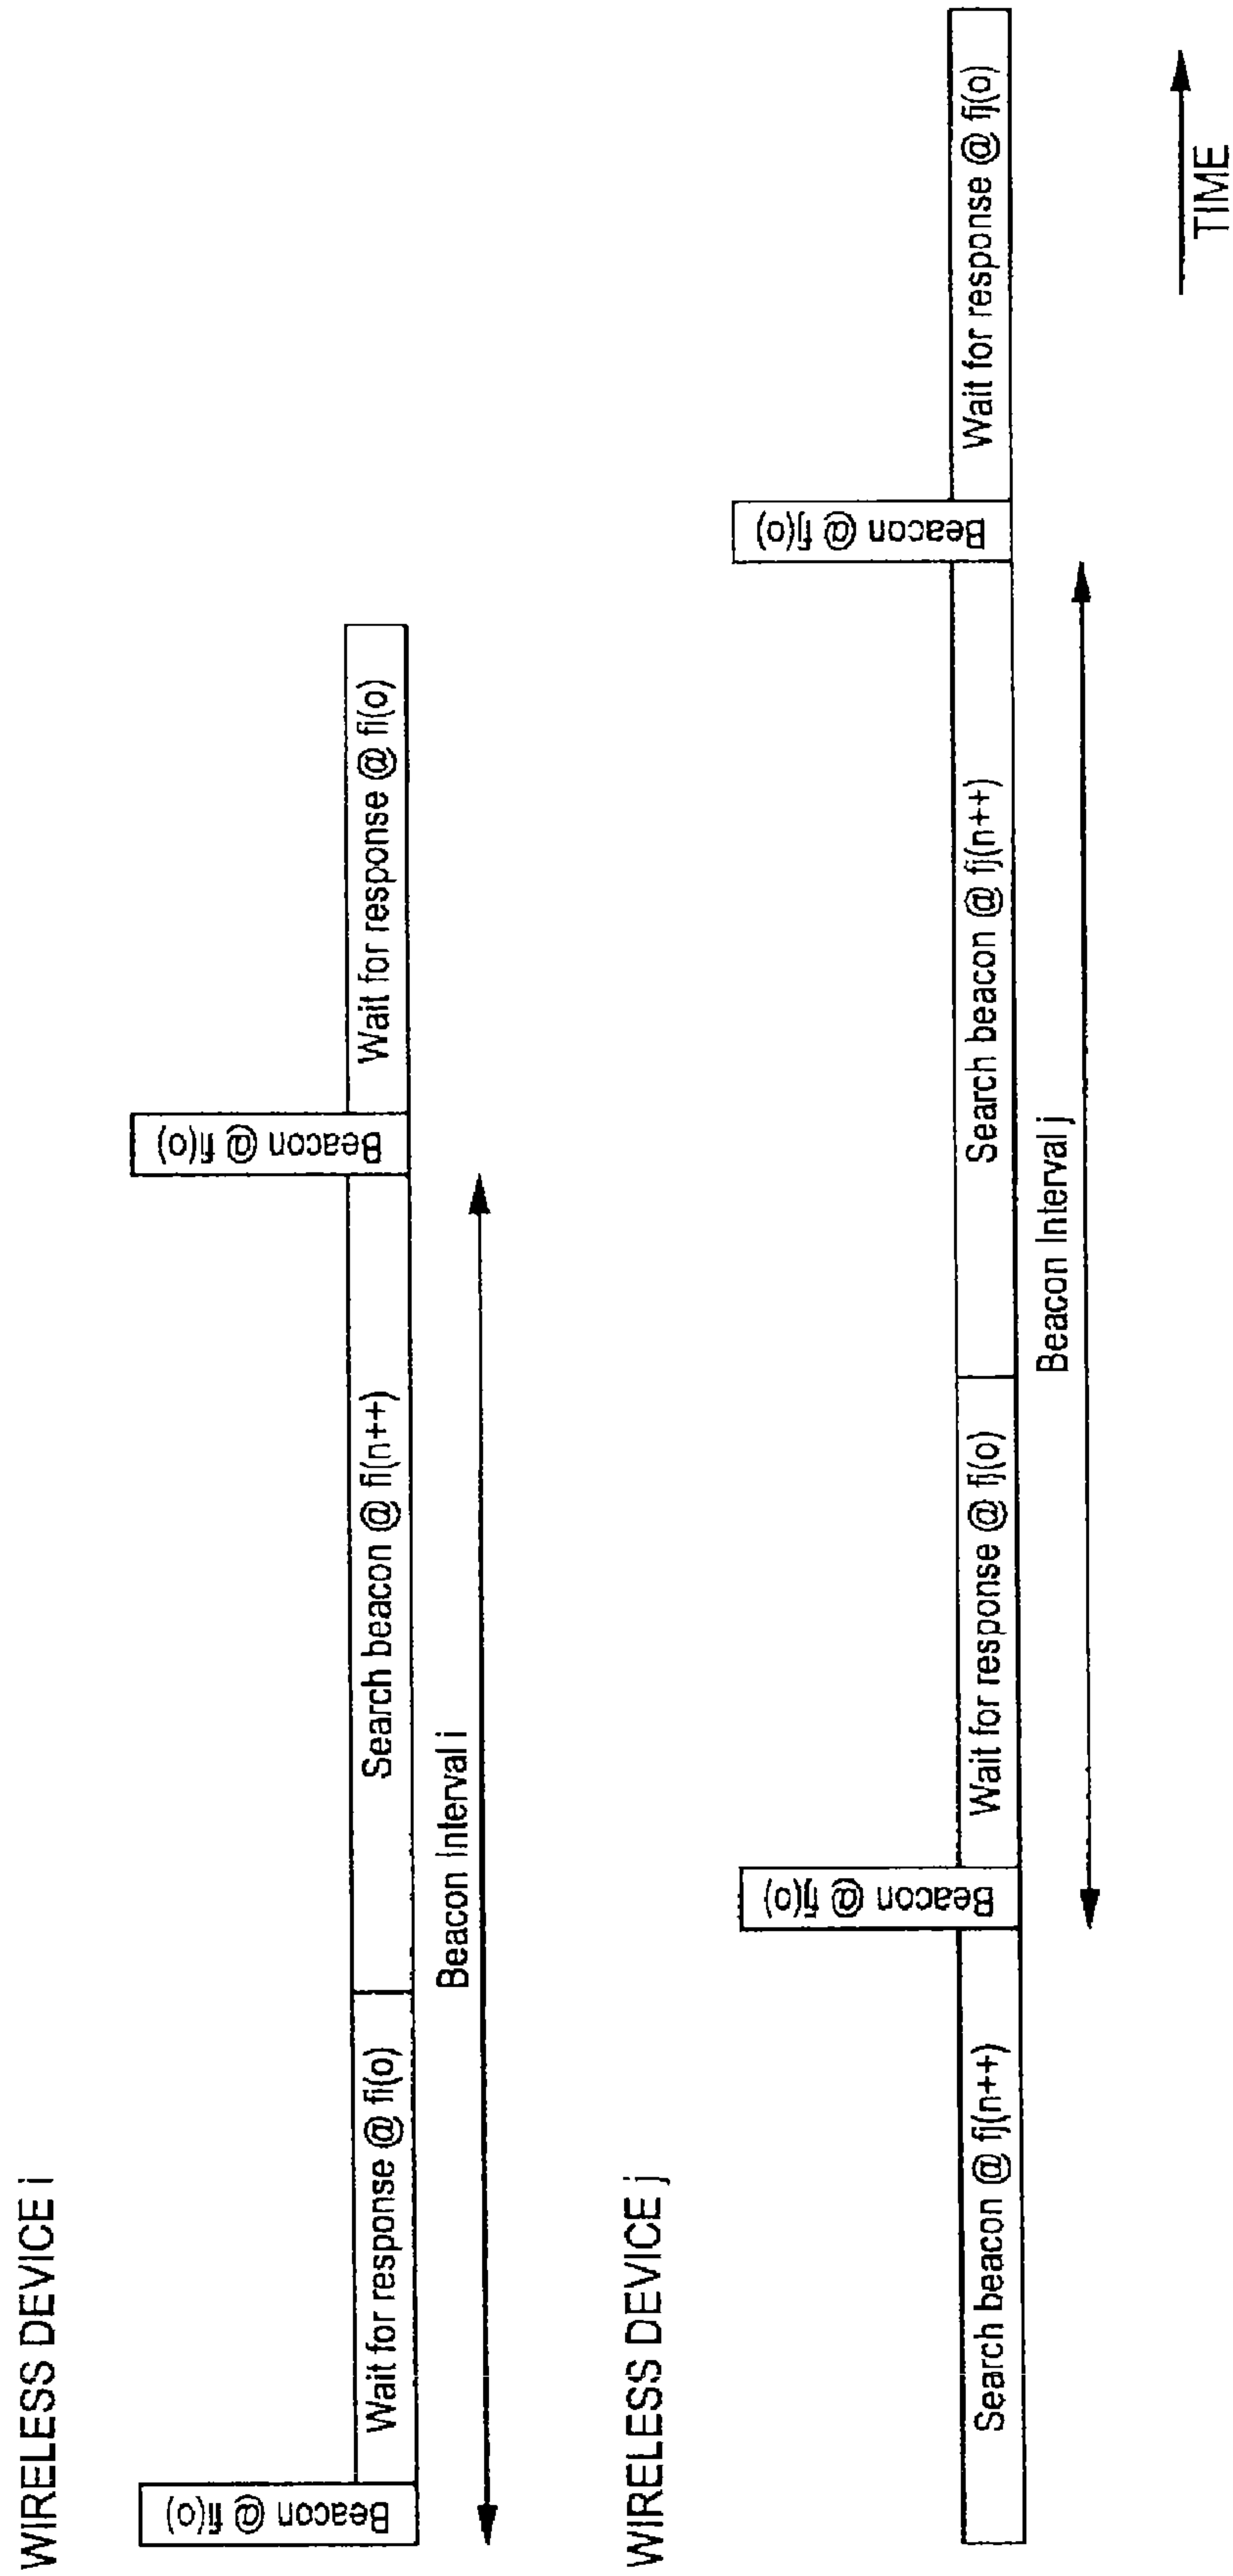 WIRELESS DEVICE i
Beacon @ fi(o)
Wait for response @ fi(o)
Search beacon @ fi(n++)
Beacon @ fi(o)
Wait for response @ fi(o)
Beacon Interval i
WIRELESS DEVICE j
Search beacon @ fj(n++)
Beacon @ fj(o)
Wait for response @ fj(o)
Search beacon @ fj(n++)
Beacon @ fj(o)
Wait for response @ fj(o)
Beacon Interval j
TIME